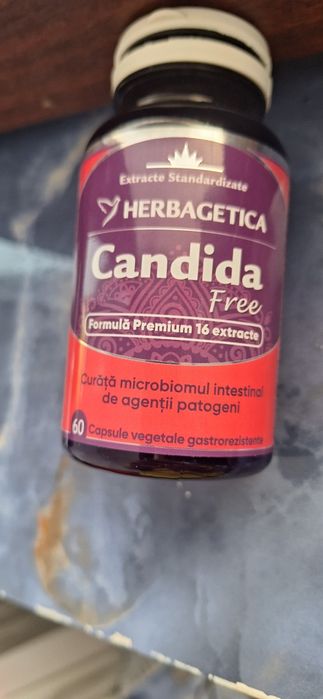 Extracte Standardizate
HERBAGETICA
Candida
Free
Formulă Premium 16 extracte
Curăță microbiomul intestinal
de agenții patogeni
60 Capsule vegetale gastrorezistente